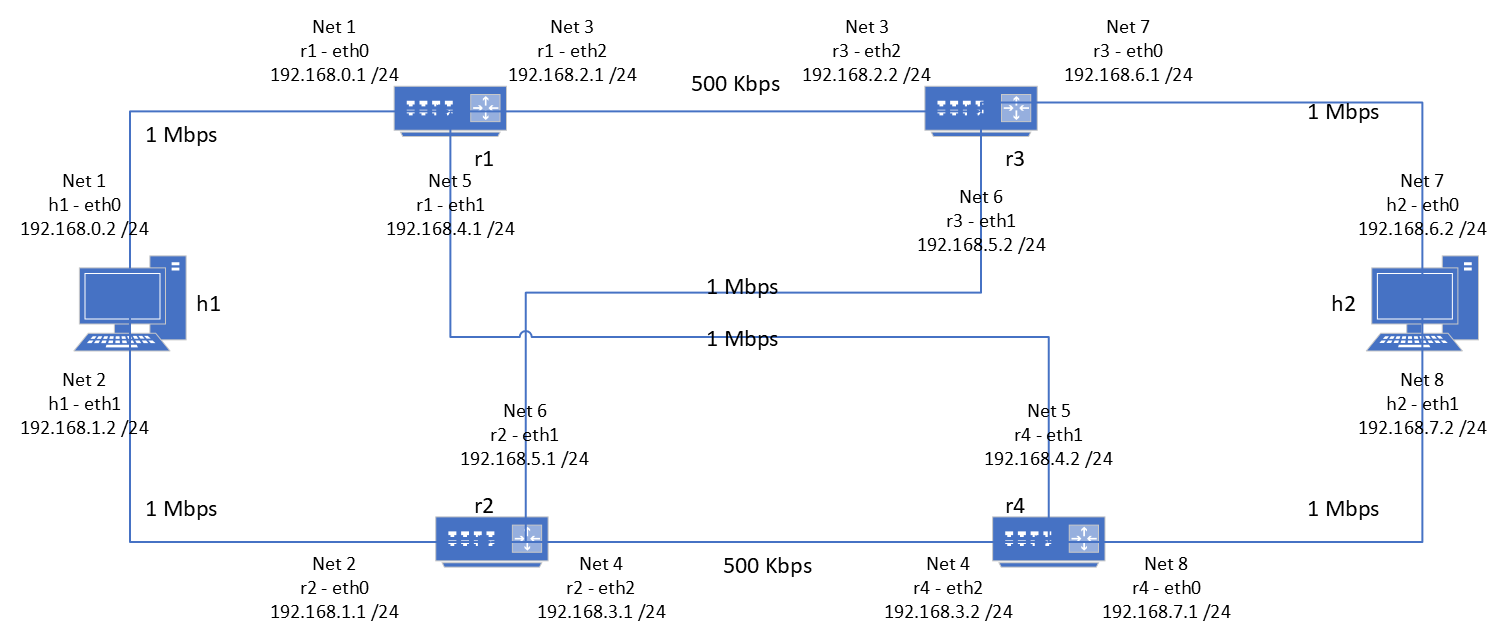 Net 1
r1 - eth0
192.168.0.1 /24
Net 3
r1 - eth2
192.168.2.1 /24
500 Kbps
Net 3
r3 - eth2
192.168.2.2 /24
Net 7
r3 - eth0
192.168.6.1 /24
1 Mbps
1 Mbps
r1
r3
Net 1
h1 - eth0
192.168.0.2 /24
Net 5
r1 - eth1
192.168.4.1 /24
Net 6
r3 - eth1
192.168.5.2 /24
Net 7
h2 - eth0
192.168.6.2 /24
h1
1 Mbps
1 Mbps
h2
Net 2
h1 - eth1
192.168.1.2 /24
Net 6
r2 - eth1
192.168.5.1 /24
Net 5
r4 - eth1
192.168.4.2 /24
Net 8
h2 - eth1
192.168.7.2 /24
1 Mbps
r2
r4
1 Mbps
Net 2
r2 - eth0
192.168.1.1 /24
Net 4
r2 - eth2
192.168.3.1 /24
500 Kbps
Net 4
r4 - eth2
192.168.3.2 /24
Net 8
r4 - eth0
192.168.7.1 /24